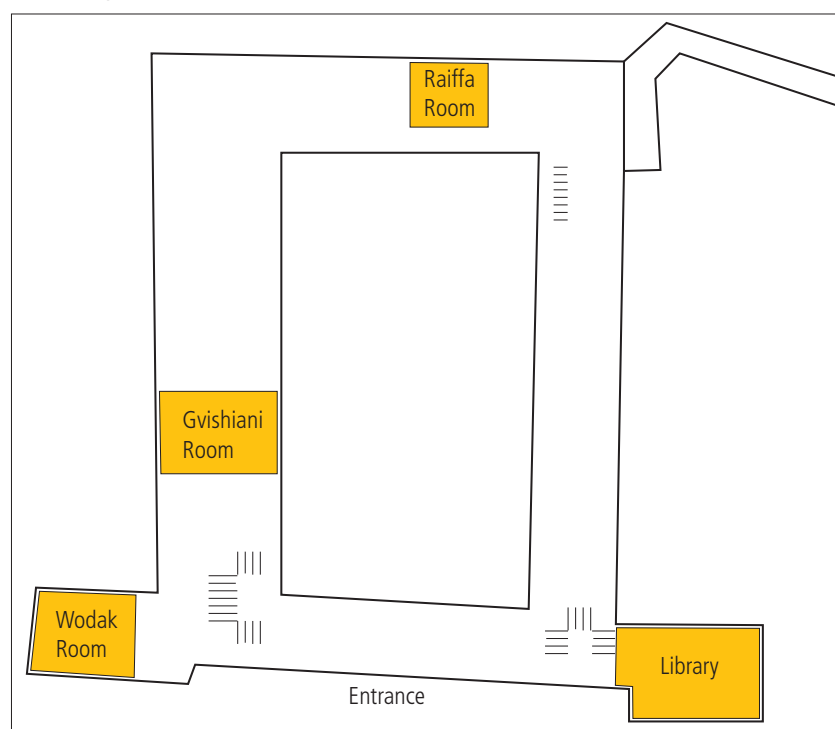 Raiffa
Room
Gvishiani
Room
Wodak
Room
Library
Entrance